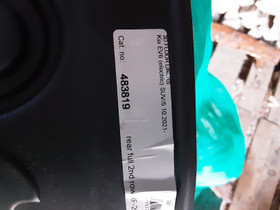 Kia EV6 (electric) SUV/5 10.2021-
Cat. no: 483819
rear full 2nd row